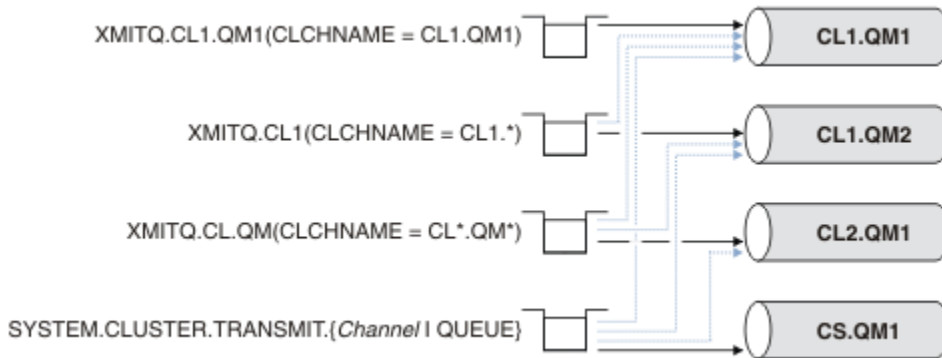 XMITQ.CL1.QM1(CLCHNAME = CL1.QM1)
CL1.QM1
XMITQ.CL1(CLCHNAME = CL1.*)
CL1.QM2
XMITQ.CL.QM(CLCHNAME = CL*.QM*)
CL2.QM1
SYSTEM.CLUSTER.TRANSMIT.{Channel | QUEUE}
CS.QM1